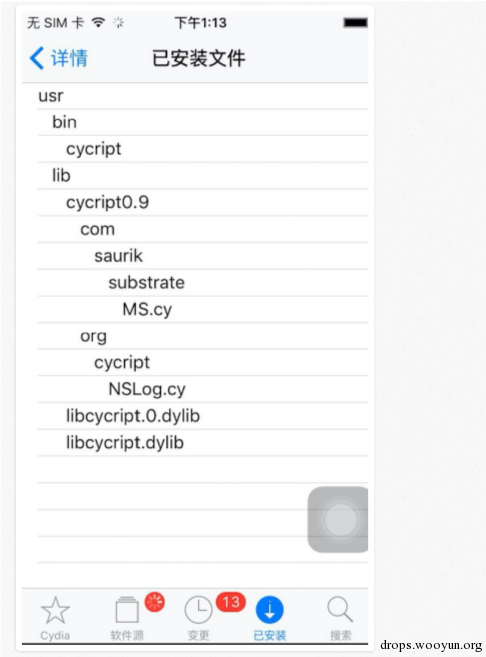 无 SIM 卡 下午1:13
详情 已安装文件
usr
bin
cycript
lib
cycript0.9
com
saurik
substrate
MS.cy
org
cycript
NSLog.cy
libcycript.0.dylib
libcycript.dylib
13
Cydia 软件源 变更 已安装 搜索
drops.wooyun.org